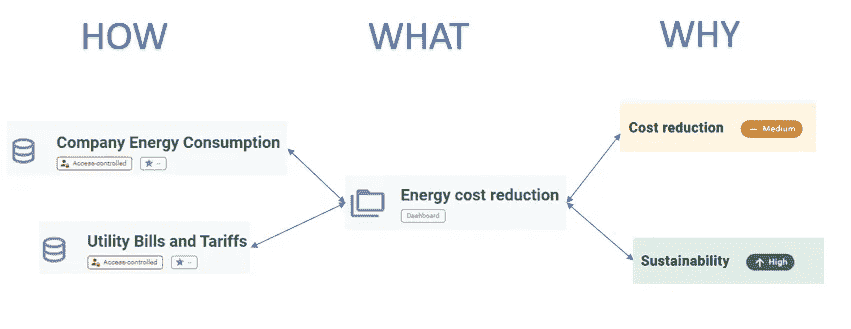 HOW
WHAT
WHY
Company Energy Consumption
Access-controlled
--
Utility Bills and Tariffs
Access-controlled
--
Energy cost reduction
Dashboard
Cost reduction
Medium
Sustainability
High